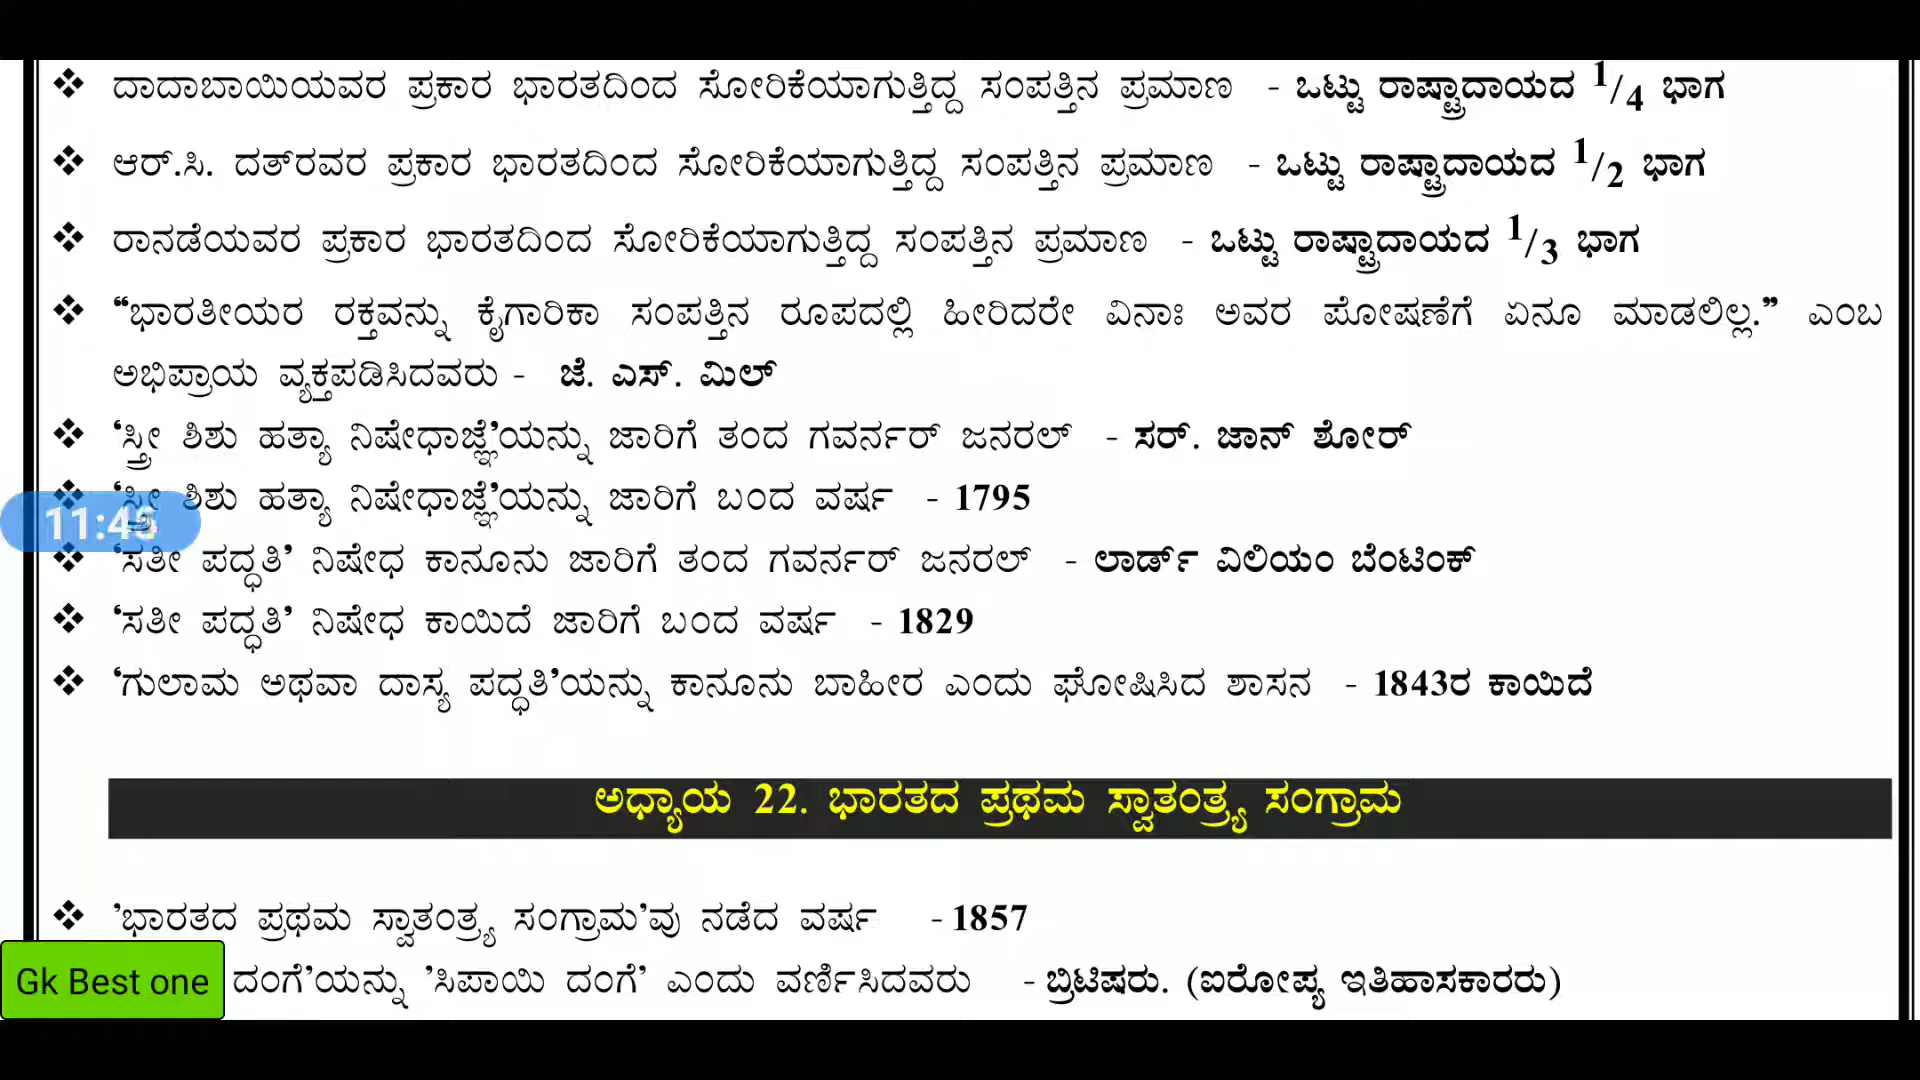 ❖ ದಾದಾಬಾಯಿಯವರ ಪ್ರಕಾರ ಭಾರತದಿಂದ ಸೋರಿಕೆಯಾಗುತ್ತಿದ್ದ ಸಂಪತ್ತಿನ ಪ್ರಮಾಣ - ಒಟ್ಟು ರಾಷ್ಟ್ರಾದಾಯದ 1/4 ಭಾಗ
❖ ಆರ್.ಸಿ. ದತ್‌ರವರ ಪ್ರಕಾರ ಭಾರತದಿಂದ ಸೋರಿಕೆಯಾಗುತ್ತಿದ್ದ ಸಂಪತ್ತಿನ ಪ್ರಮಾಣ - ಒಟ್ಟು ರಾಷ್ಟ್ರಾದಾಯದ 1/2 ಭಾಗ
❖ ರಾನಡೆಯವರ ಪ್ರಕಾರ ಭಾರತದಿಂದ ಸೋರಿಕೆಯಾಗುತ್ತಿದ್ದ ಸಂಪತ್ತಿನ ಪ್ರಮಾಣ - ಒಟ್ಟು ರಾಷ್ಟ್ರಾದಾಯದ 1/3 ಭಾಗ
❖ “ಭಾರತೀಯರ ರಕ್ತವನ್ನು ಕೈಗಾರಿಕಾ ಸಂಪತ್ತಿನ ರೂಪದಲ್ಲಿ ಹೀರಿದರೇ ವಿನಾಃ ಅವರ ಪೋಷಣೆಗೆ ಏನೂ ಮಾಡಲಿಲ್ಲ.” ಎಂಬ
ಅಭಿಪ್ರಾಯ ವ್ಯಕ್ತಪಡಿಸಿದವರು - ಜೆ. ಎಸ್. ಮಿಲ್
❖ ‘ಸ್ತ್ರೀ ಶಿಶು ಹತ್ಯಾ ನಿಷೇಧಾಜ್ಞೆ’ಯನ್ನು ಜಾರಿಗೆ ತಂದ ಗವರ್ನರ್ ಜನರಲ್ - ಸರ್. ಜಾನ್ ಶೋರ್
❖ ‘ಸ್ತ್ರೀ ಶಿಶು ಹತ್ಯಾ ನಿಷೇಧಾಜ್ಞೆ’ಯನ್ನು ಜಾರಿಗೆ ಬಂದ ವರ್ಷ - 1795
❖ ‘ಸತೀ ಪದ್ಧತಿ’ ನಿಷೇಧ ಕಾನೂನು ಜಾರಿಗೆ ತಂದ ಗವರ್ನರ್ ಜನರಲ್ - ಲಾರ್ಡ್ ವಿಲಿಯಂ ಬೆಂಟಿಂಕ್
❖ ‘ಸತೀ ಪದ್ಧತಿ’ ನಿಷೇಧ ಕಾಯಿದೆ ಜಾರಿಗೆ ಬಂದ ವರ್ಷ - 1829
❖ ‘ಗುಲಾಮ ಅಥವಾ ದಾಸ್ಯ ಪದ್ಧತಿ’ಯನ್ನು ಕಾನೂನು ಬಾಹೀರ ಎಂದು ಘೋಷಿಸಿದ ಶಾಸನ - 1843ರ ಕಾಯಿದೆ
ಅಧ್ಯಾಯ 22. ಭಾರತದ ಪ್ರಥಮ ಸ್ವಾತಂತ್ರ್ಯ ಸಂಗ್ರಾಮ
❖ ’ಭಾರತದ ಪ್ರಥಮ ಸ್ವಾತಂತ್ರ್ಯ ಸಂಗ್ರಾಮ’ವು ನಡೆದ ವರ್ಷ - 1857
Gk Best one
ದಂಗೆ’ಯನ್ನು ’ಸಿಪಾಯಿ ದಂಗೆ’ ಎಂದು ವರ್ಣಿಸಿದವರು - ಬ್ರಿಟಿಷರು. (ಐರೋಪ್ಯ ಇತಿಹಾಸಕಾರರು)